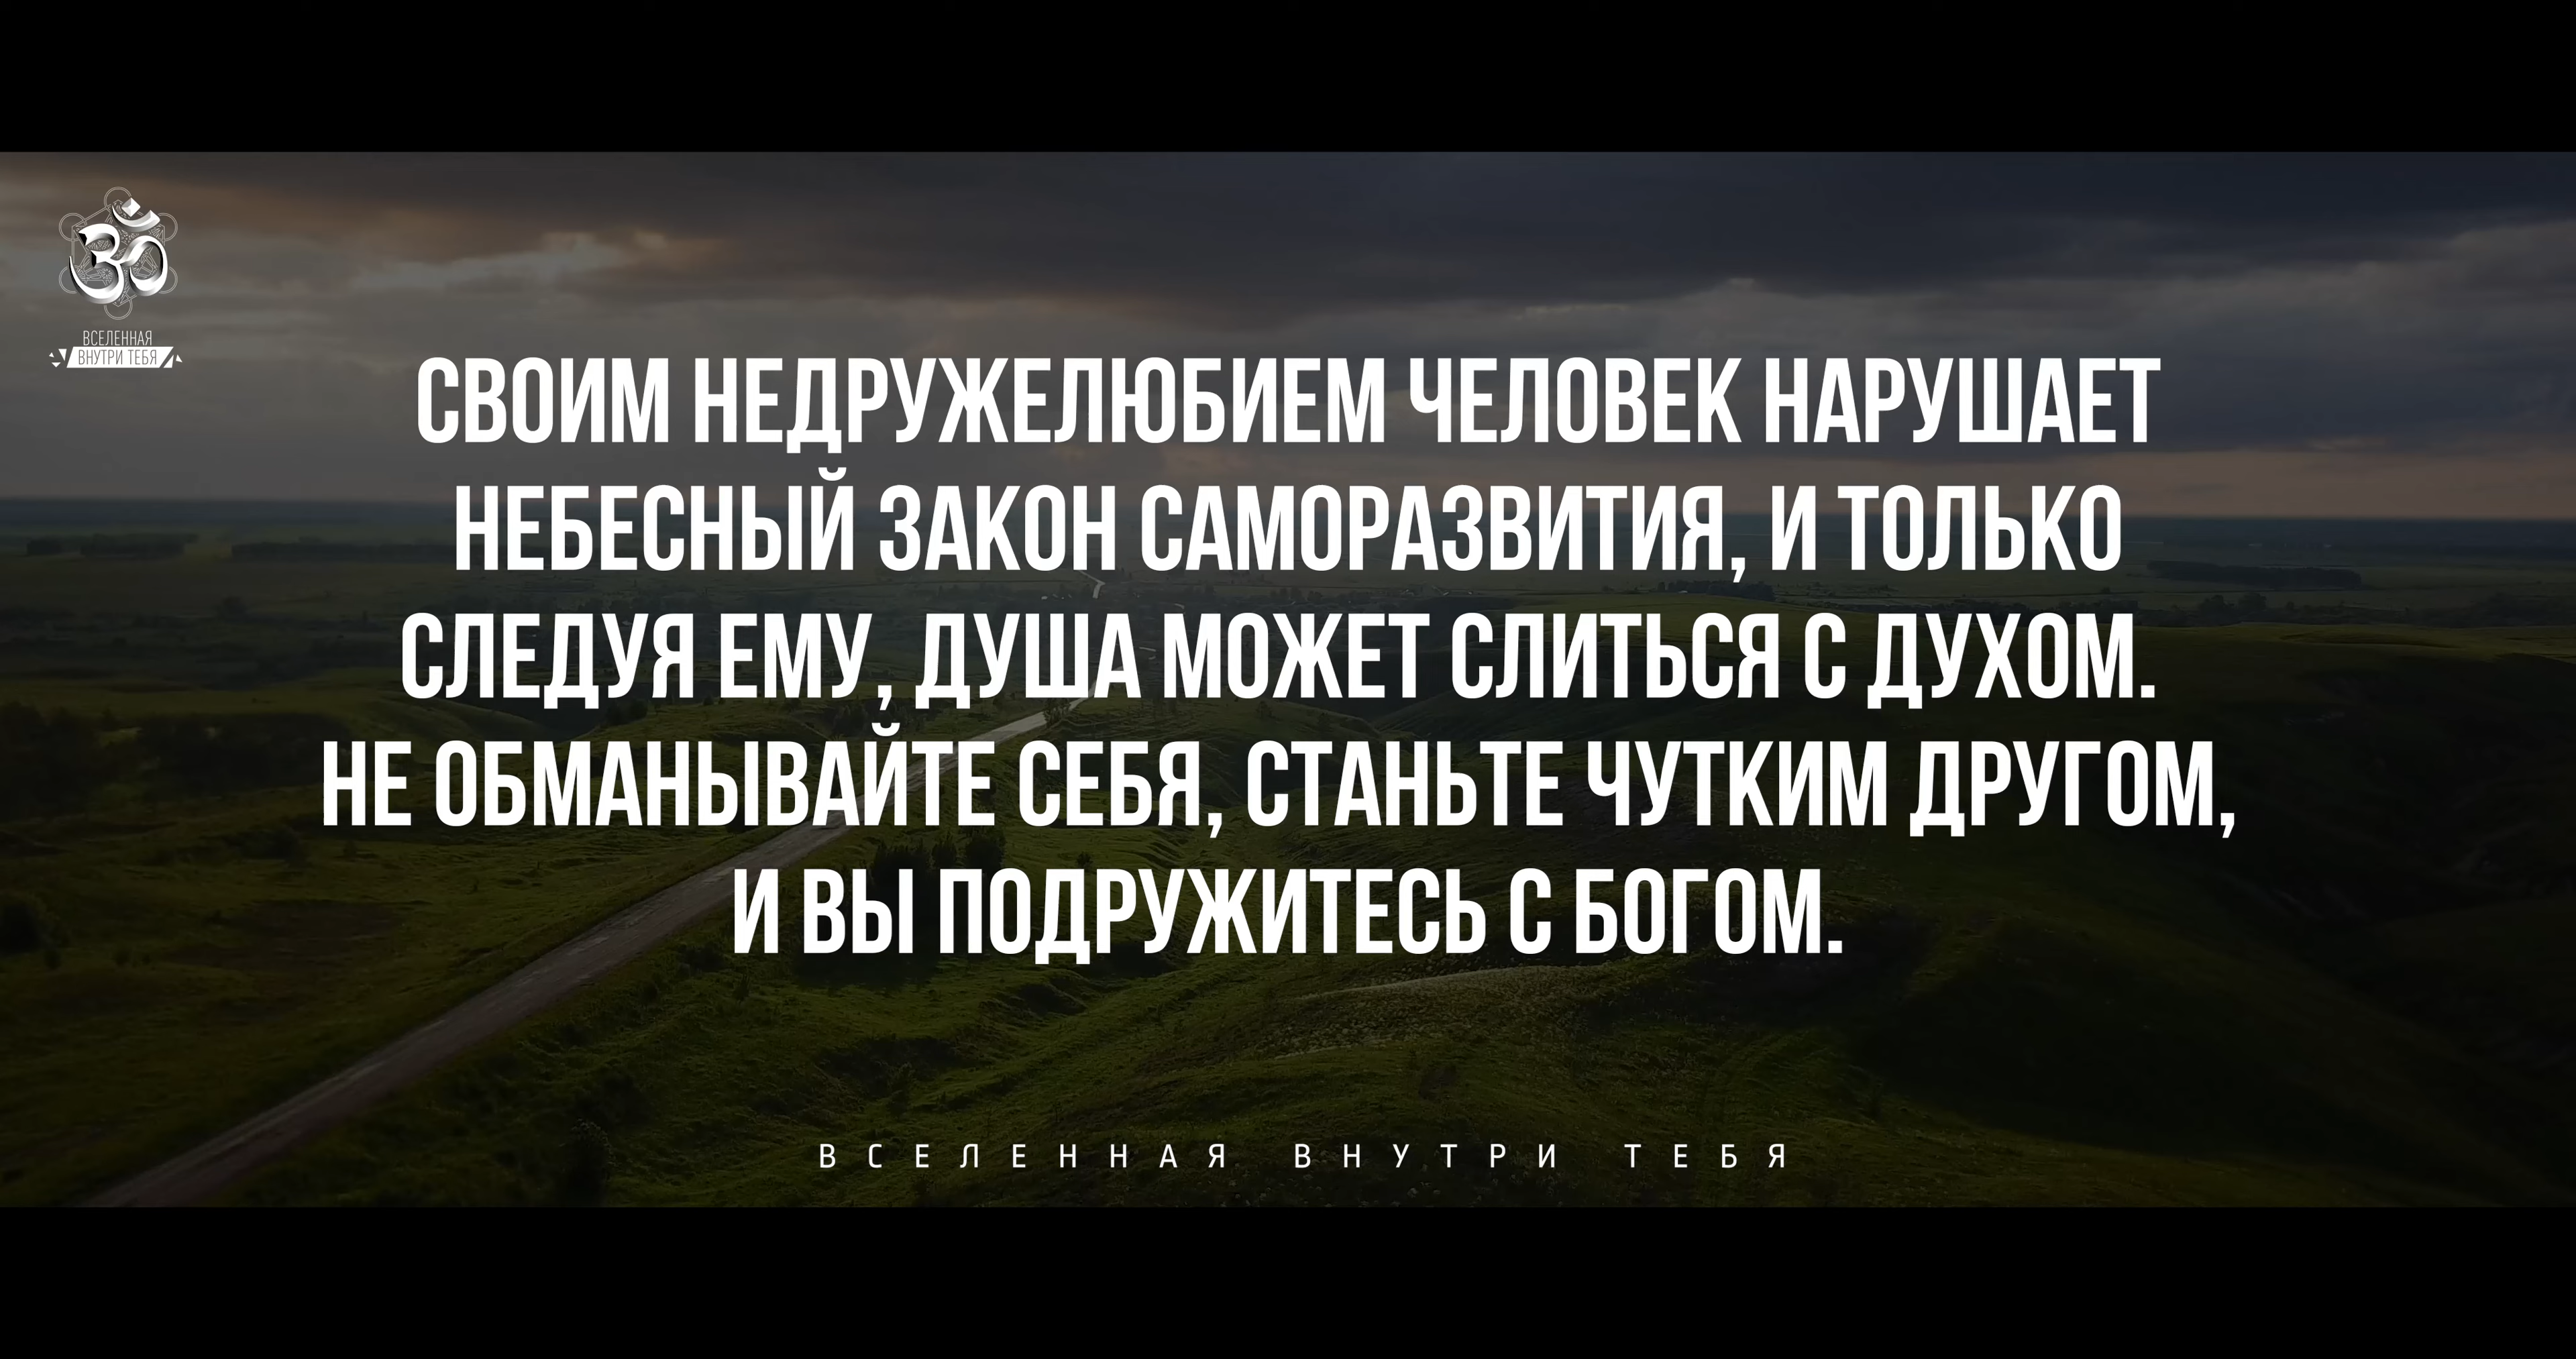 ॐ
ВСЕЛЕННАЯ
ВНУТРИ ТЕБЯ
СВОИМ НЕДРУЖЕЛЮБИЕМ ЧЕЛОВЕК НАРУШАЕТ
НЕБЕСНЫЙ ЗАКОН САМОРАЗВИТИЯ, И ТОЛЬКО
СЛЕДУЯ ЕМУ, ДУША МОЖЕТ СЛИТЬСЯ С ДУХОМ.
НЕ ОБМАНЫВАЙТЕ СЕБЯ, СТАНЬТЕ ЧУТКИМ ДРУГОМ,
И ВЫ ПОДРУЖИТЕСЬ С БОГОМ.
ВСЕЛЕННАЯ ВНУТРИ ТЕБЯ